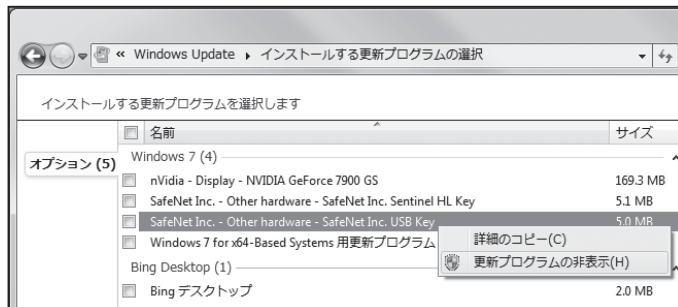 « Windows Update ▸ インストールする更新プログラムの選択
インストールする更新プログラムを選択します
名前 サイズ
オプション (5)
Windows 7 (4)
nVidia - Display - NVIDIA GeForce 7900 GS 169.3 MB
SafeNet Inc. - Other hardware - SafeNet Inc. Sentinel HL Key 5.1 MB
SafeNet Inc. - Other hardware - SafeNet Inc. USB Key 5.0 MB
Windows 7 for x64-Based Systems 用更新プログラム
詳細のコピー(C)
更新プログラムの非表示(H)
Bing Desktop (1)
Bing デスクトップ 2.0 MB